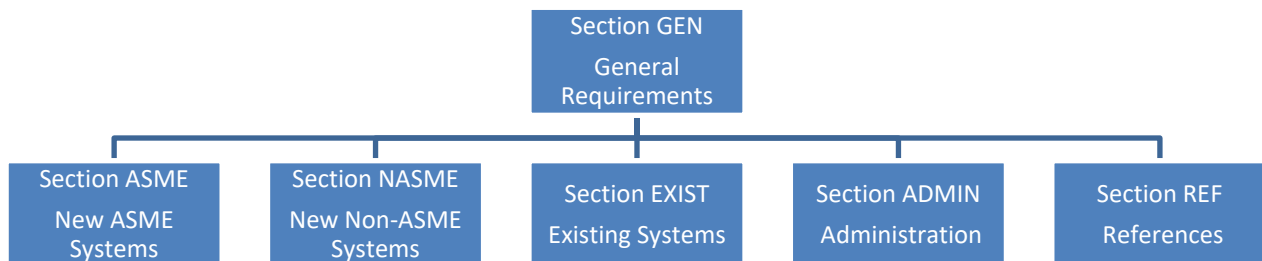 Section GEN
General
Requirements
Section ASME
New ASME
Systems
Section NASME
New Non-ASME
Systems
Section EXIST
Existing Systems
Section ADMIN
Administration
Section REF
References